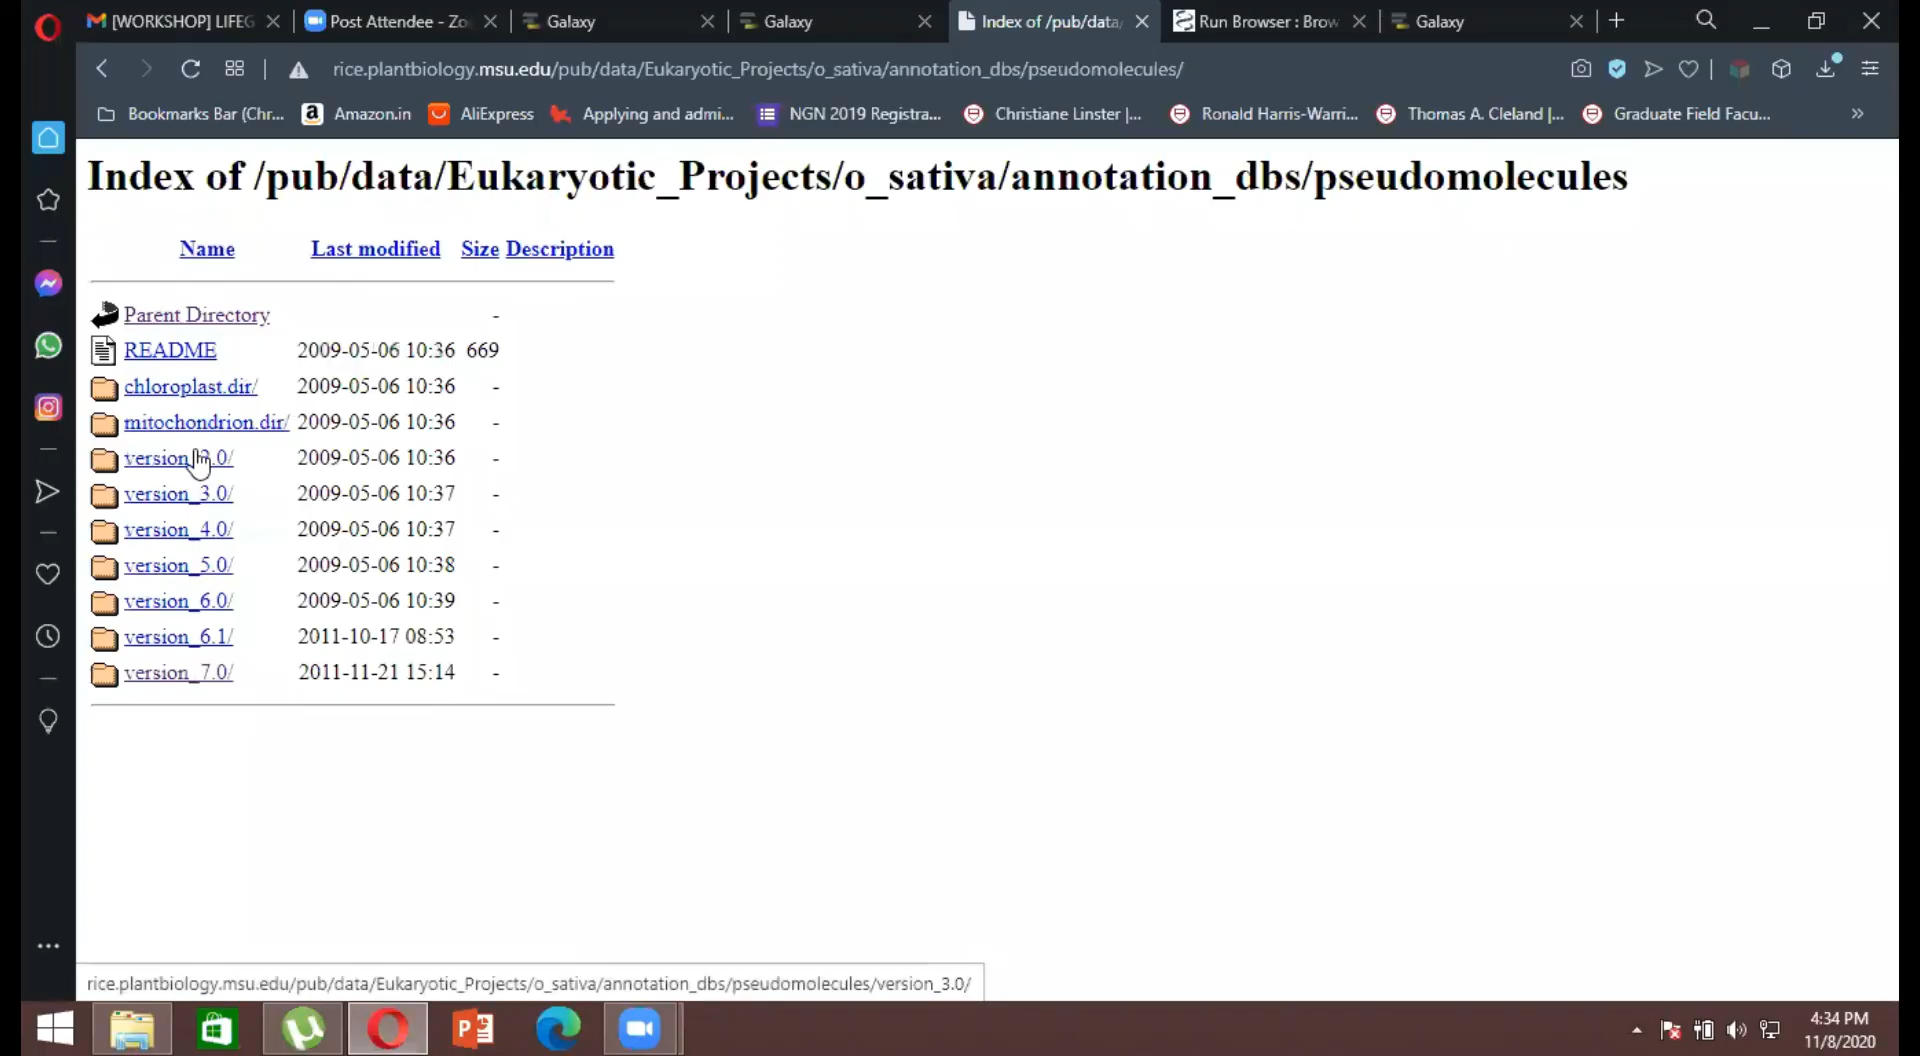 [WORKSHOP] LIFEG
Post Attendee - Zo
Galaxy
Galaxy
Index of /pub/data/
Run Browser : Brow
Galaxy
rice.plantbiology.msu.edu/pub/data/Eukaryotic_Projects/o_sativa/annotation_dbs/pseudomolecules/
Bookmarks Bar (Chr...
Amazon.in
AliExpress
Applying and admi...
NGN 2019 Registra...
Christiane Linster |...
Ronald Harris-Warri...
Thomas A. Cleland |...
Graduate Field Facu...
Index of /pub/data/Eukaryotic_Projects/o_sativa/annotation_dbs/pseudomolecules
Name Last modified Size Description
Parent Directory -
README 2009-05-06 10:36 669
chloroplast.dir/ 2009-05-06 10:36 -
mitochondrion.dir/ 2009-05-06 10:36 -
2009-05-06 10:36 -
version_3.0/ 2009-05-06 10:37 -
version_4.0/ 2009-05-06 10:37 -
version_5.0/ 2009-05-06 10:38 -
version_6.0/ 2009-05-06 10:39 -
version_6.1/ 2011-10-17 08:53 -
version_7.0/ 2011-11-21 15:14 -
rice.plantbiology.msu.edu/pub/data/Eukaryotic_Projects/o_sativa/annotation_dbs/pseudomolecules/version_3.0/
4:34 PM
11/8/2020